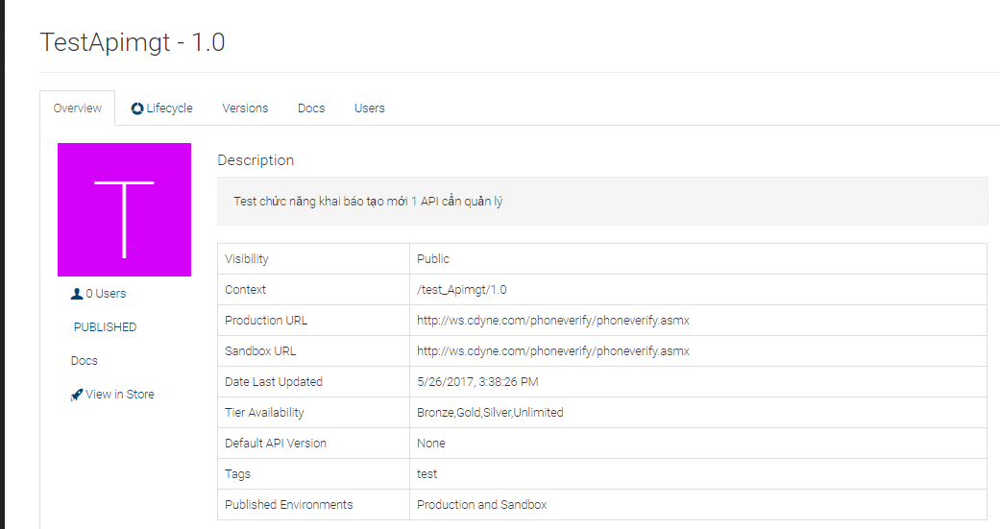 TestApimgt - 1.0
Overview Lifecycle Versions Docs Users
T
0 Users
PUBLISHED
Docs
View in Store
Description
Test chức năng khai báo tạo mới 1 API cần quản lý
Visibility Public
Context /test_Apimgt/1.0
Production URL http://ws.cdyne.com/phoneverify/phoneverify.asmx
Sandbox URL http://ws.cdyne.com/phoneverify/phoneverify.asmx
Date Last Updated 5/26/2017, 3:38:26 PM
Tier Availability Bronze,Gold,Silver,Unlimited
Default API Version None
Tags test
Published Environments Production and Sandbox